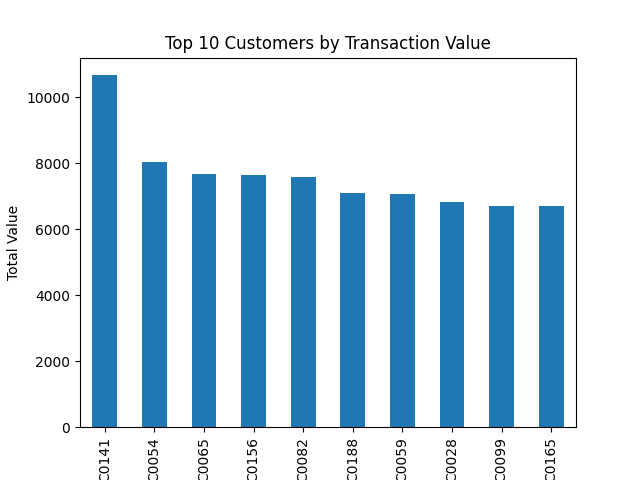 Top 10 Customers by Transaction Value
Total Value
10000
8000
6000
4000
2000
0
C0141
C0054
C0065
C0156
C0082
C0188
C0059
C0028
C0099
C0165